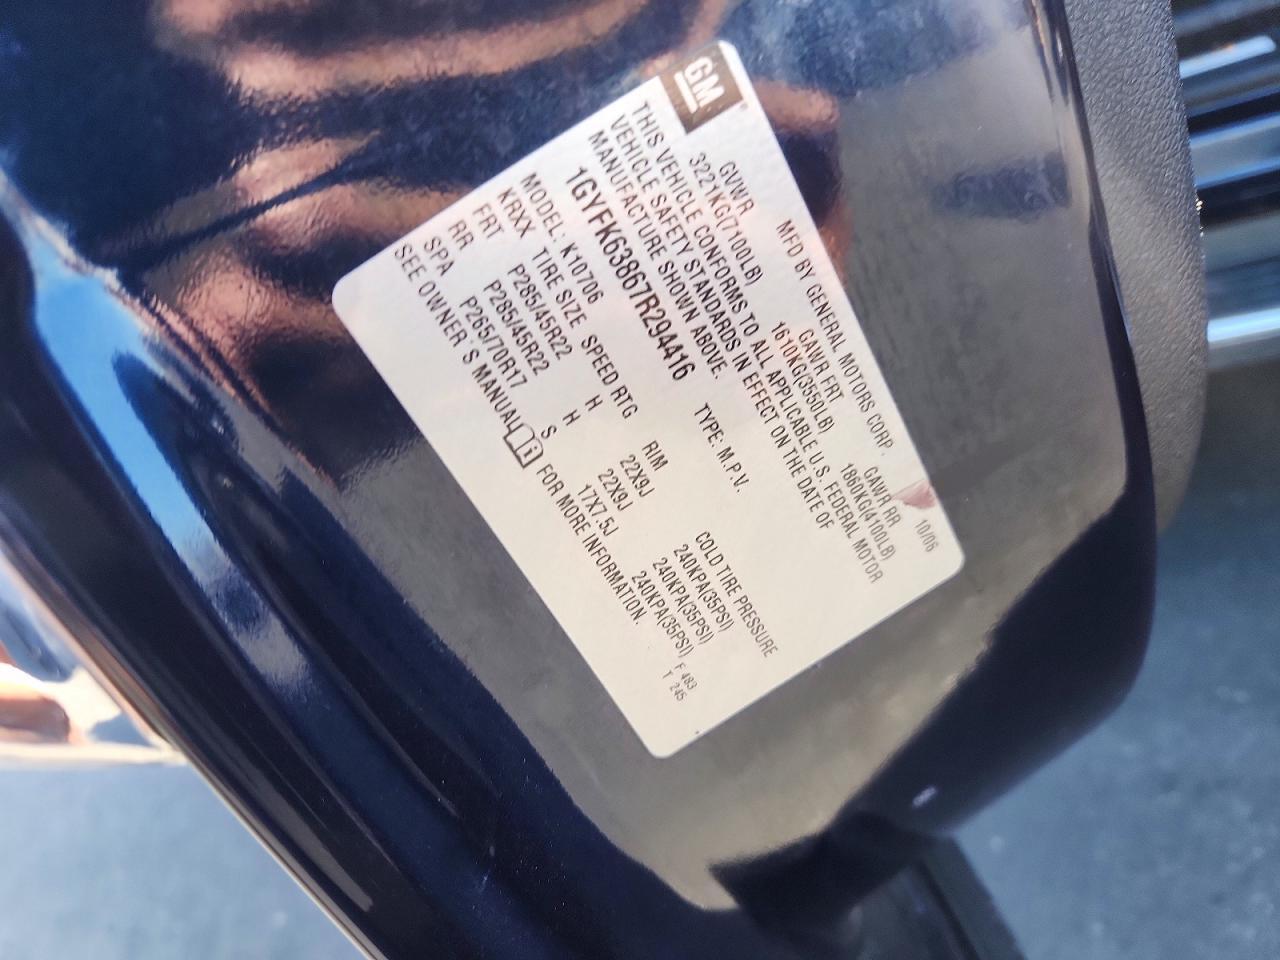 GM
MFD BY GENERAL MOTORS CORP. 10/06
GVWR GAWR FRT GAWR RR
3221KG(7100LB) 1610KG(3550LB) 1860KG(4100LB)
THIS VEHICLE CONFORMS TO ALL APPLICABLE U.S. FEDERAL MOTOR
VEHICLE SAFETY STANDARDS IN EFFECT ON THE DATE OF
MANUFACTURE SHOWN ABOVE.
1GYFK63867R294416 TYPE: M.P.V.
MODEL: K10706
KRXX TIRE SIZE SPEED RTG RIM COLD TIRE PRESSURE
FRT P285/45R22 H 22X9J 240KPA(35PSI)
RR P285/45R22 H 22X9J 240KPA(35PSI)
SPA P265/70R17 S 17X7.5J 240KPA(35PSI)
SEE OWNER'S MANUAL i FOR MORE INFORMATION.
F 483
T 245